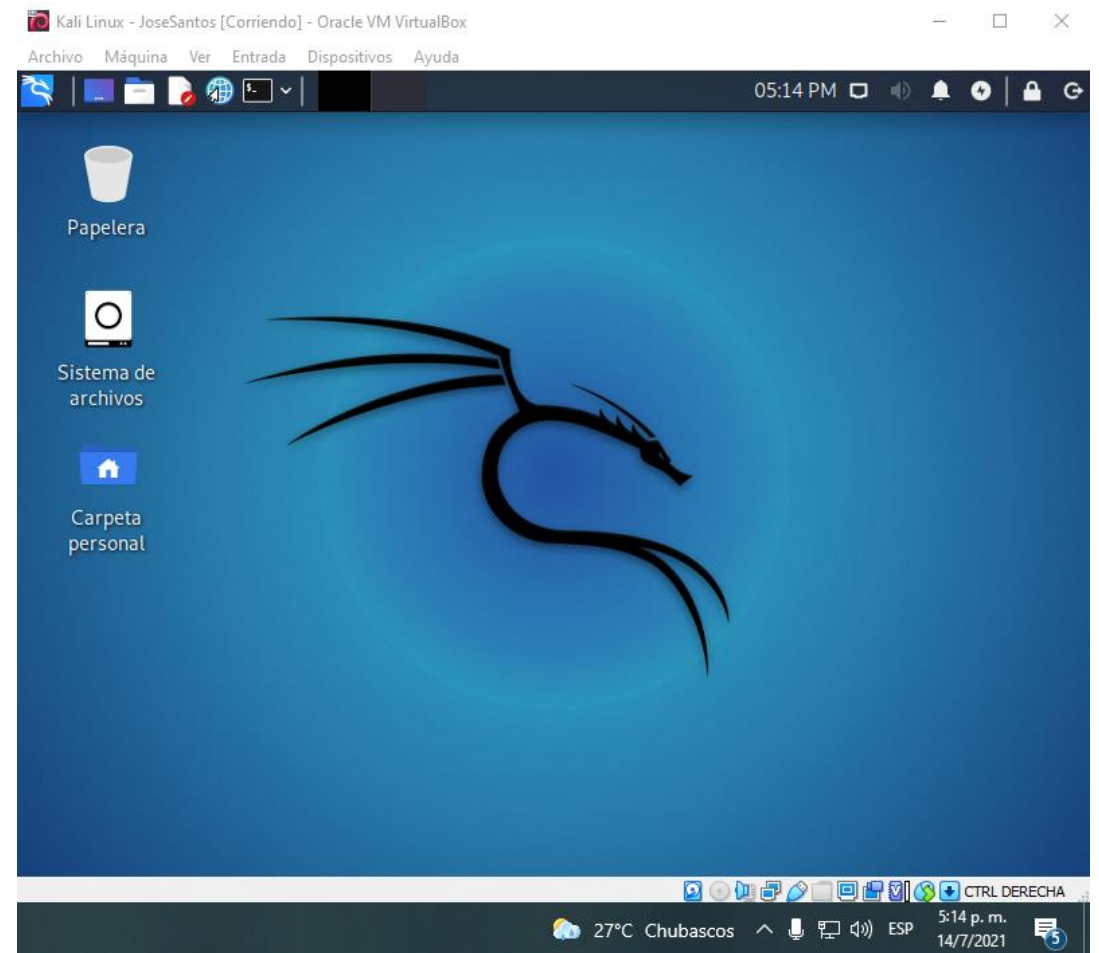 Kali Linux - JoseSantos [Corriendo] - Oracle VM VirtualBox
Archivo Máquina Ver Entrada Dispositivos Ayuda
05:14 PM
Papelera
Sistema de
archivos
Carpeta
personal
CTRL DERECHA
27°C Chubascos ESP 5:14 p. m.
14/7/2021 5